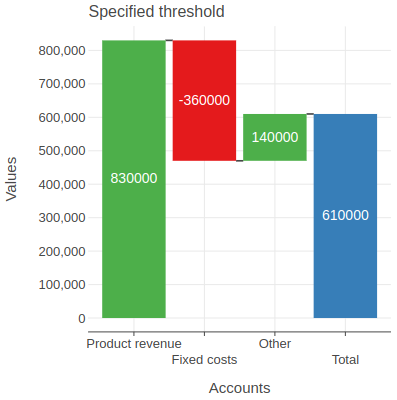 Specified threshold
Values
800,000
700,000
600,000
500,000
400,000
300,000
200,000
100,000
0
830000
-360000
140000
610000
Product revenue
Fixed costs
Other
Total
Accounts